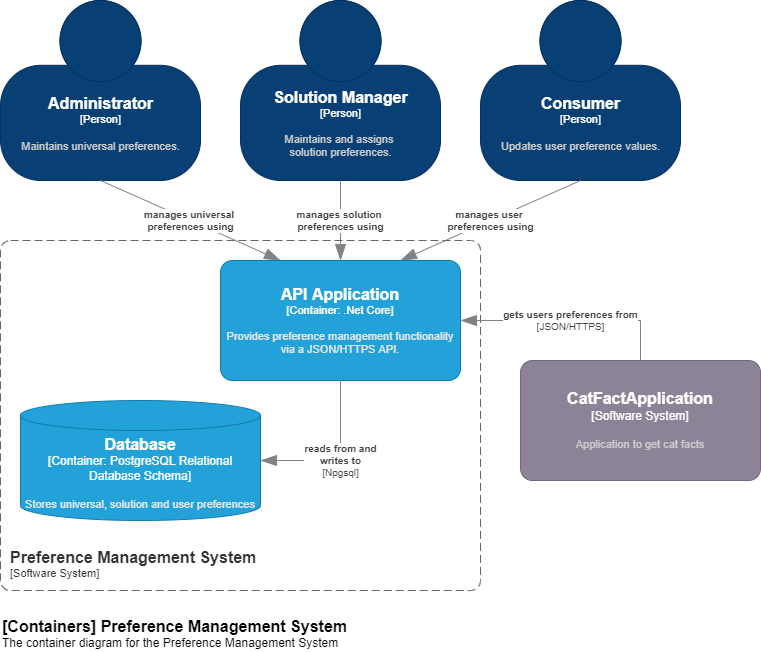 Administrator
[Person]
Maintains universal preferences.
Solution Manager
[Person]
Maintains and assigns
solution preferences.
Consumer
[Person]
Updates user preference values.
manages universal
preferences using
manages solution
preferences using
manages user
preferences using
API Application
[Container: .Net Core]
Provides preference management functionality
via a JSON/HTTPS API.
gets users preferences from
[JSON/HTTPS]
CatFactApplication
[Software System]
Application to get cat facts
reads from and
writes to
[Npgsql]
Database
[Container: PostgreSQL Relational
Database Schema]
Stores universal, solution and user preferences
Preference Management System
[Software System]
[Containers] Preference Management System
The container diagram for the Preference Management System